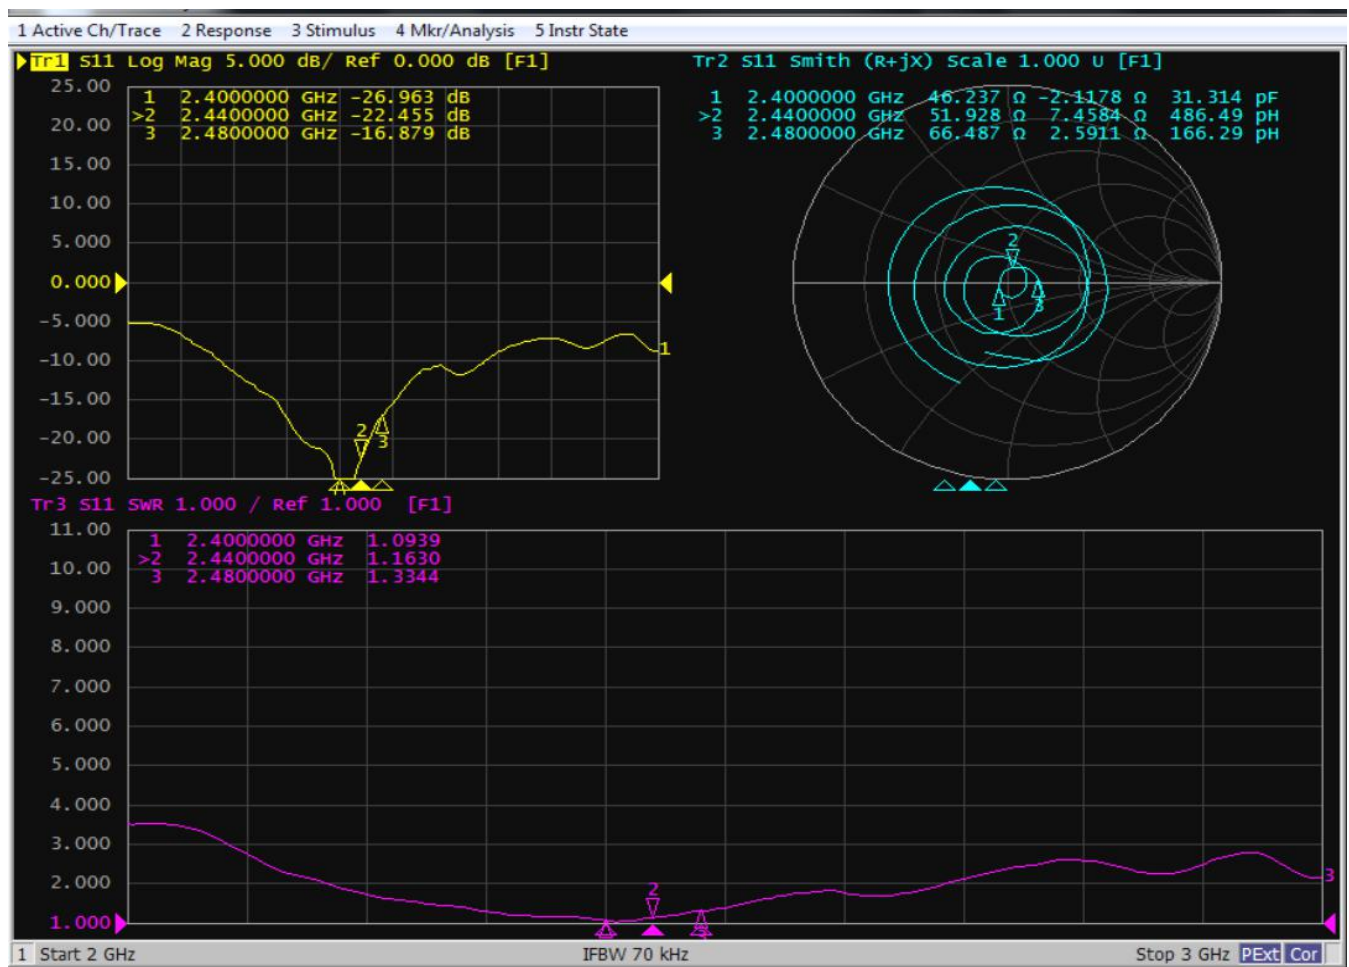 1 Active Ch/Trace 2 Response 3 Stimulus 4 Mkr/Analysis 5 Instr State
Tr1 S11 Log Mag 5.000 dB/ Ref 0.000 dB [F1]
25.00
20.00
15.00
10.00
5.000
0.000
-5.000
-10.00
-15.00
-20.00
-25.00
1 2.4000000 GHz -26.963 dB
>2 2.4400000 GHz -22.455 dB
3 2.4800000 GHz -16.879 dB
2
3
1
Tr2 S11 Smith (R+jX) Scale 1.000 U [F1]
1 2.4000000 GHz 46.237 Ω -2.1178 Ω 31.314 pF
>2 2.4400000 GHz 51.928 Ω 7.4584 Ω 486.49 pH
3 2.4800000 GHz 66.487 Ω 2.5911 Ω 166.29 pH
2
1
3
Tr3 S11 SWR 1.000 / Ref 1.000 [F1]
11.00
10.00
9.000
8.000
7.000
6.000
5.000
4.000
3.000
2.000
1.000
1 2.4000000 GHz 1.0939
>2 2.4400000 GHz 1.1630
3 2.4800000 GHz 1.3344
2
3
1 Start 2 GHz IFBW 70 kHz Stop 3 GHz PExt Cor